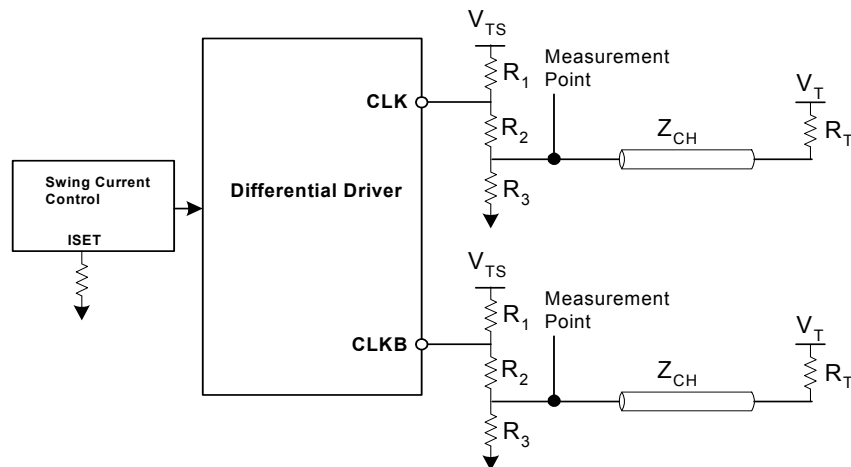 V_TS
R_1
Measurement
Point
V_T
CLK
R_2
Z_CH
R_T
R_3
Swing Current
Control
ISET
Differential Driver
V_TS
R_1
Measurement
Point
V_T
CLKB
R_2
Z_CH
R_T
R_3